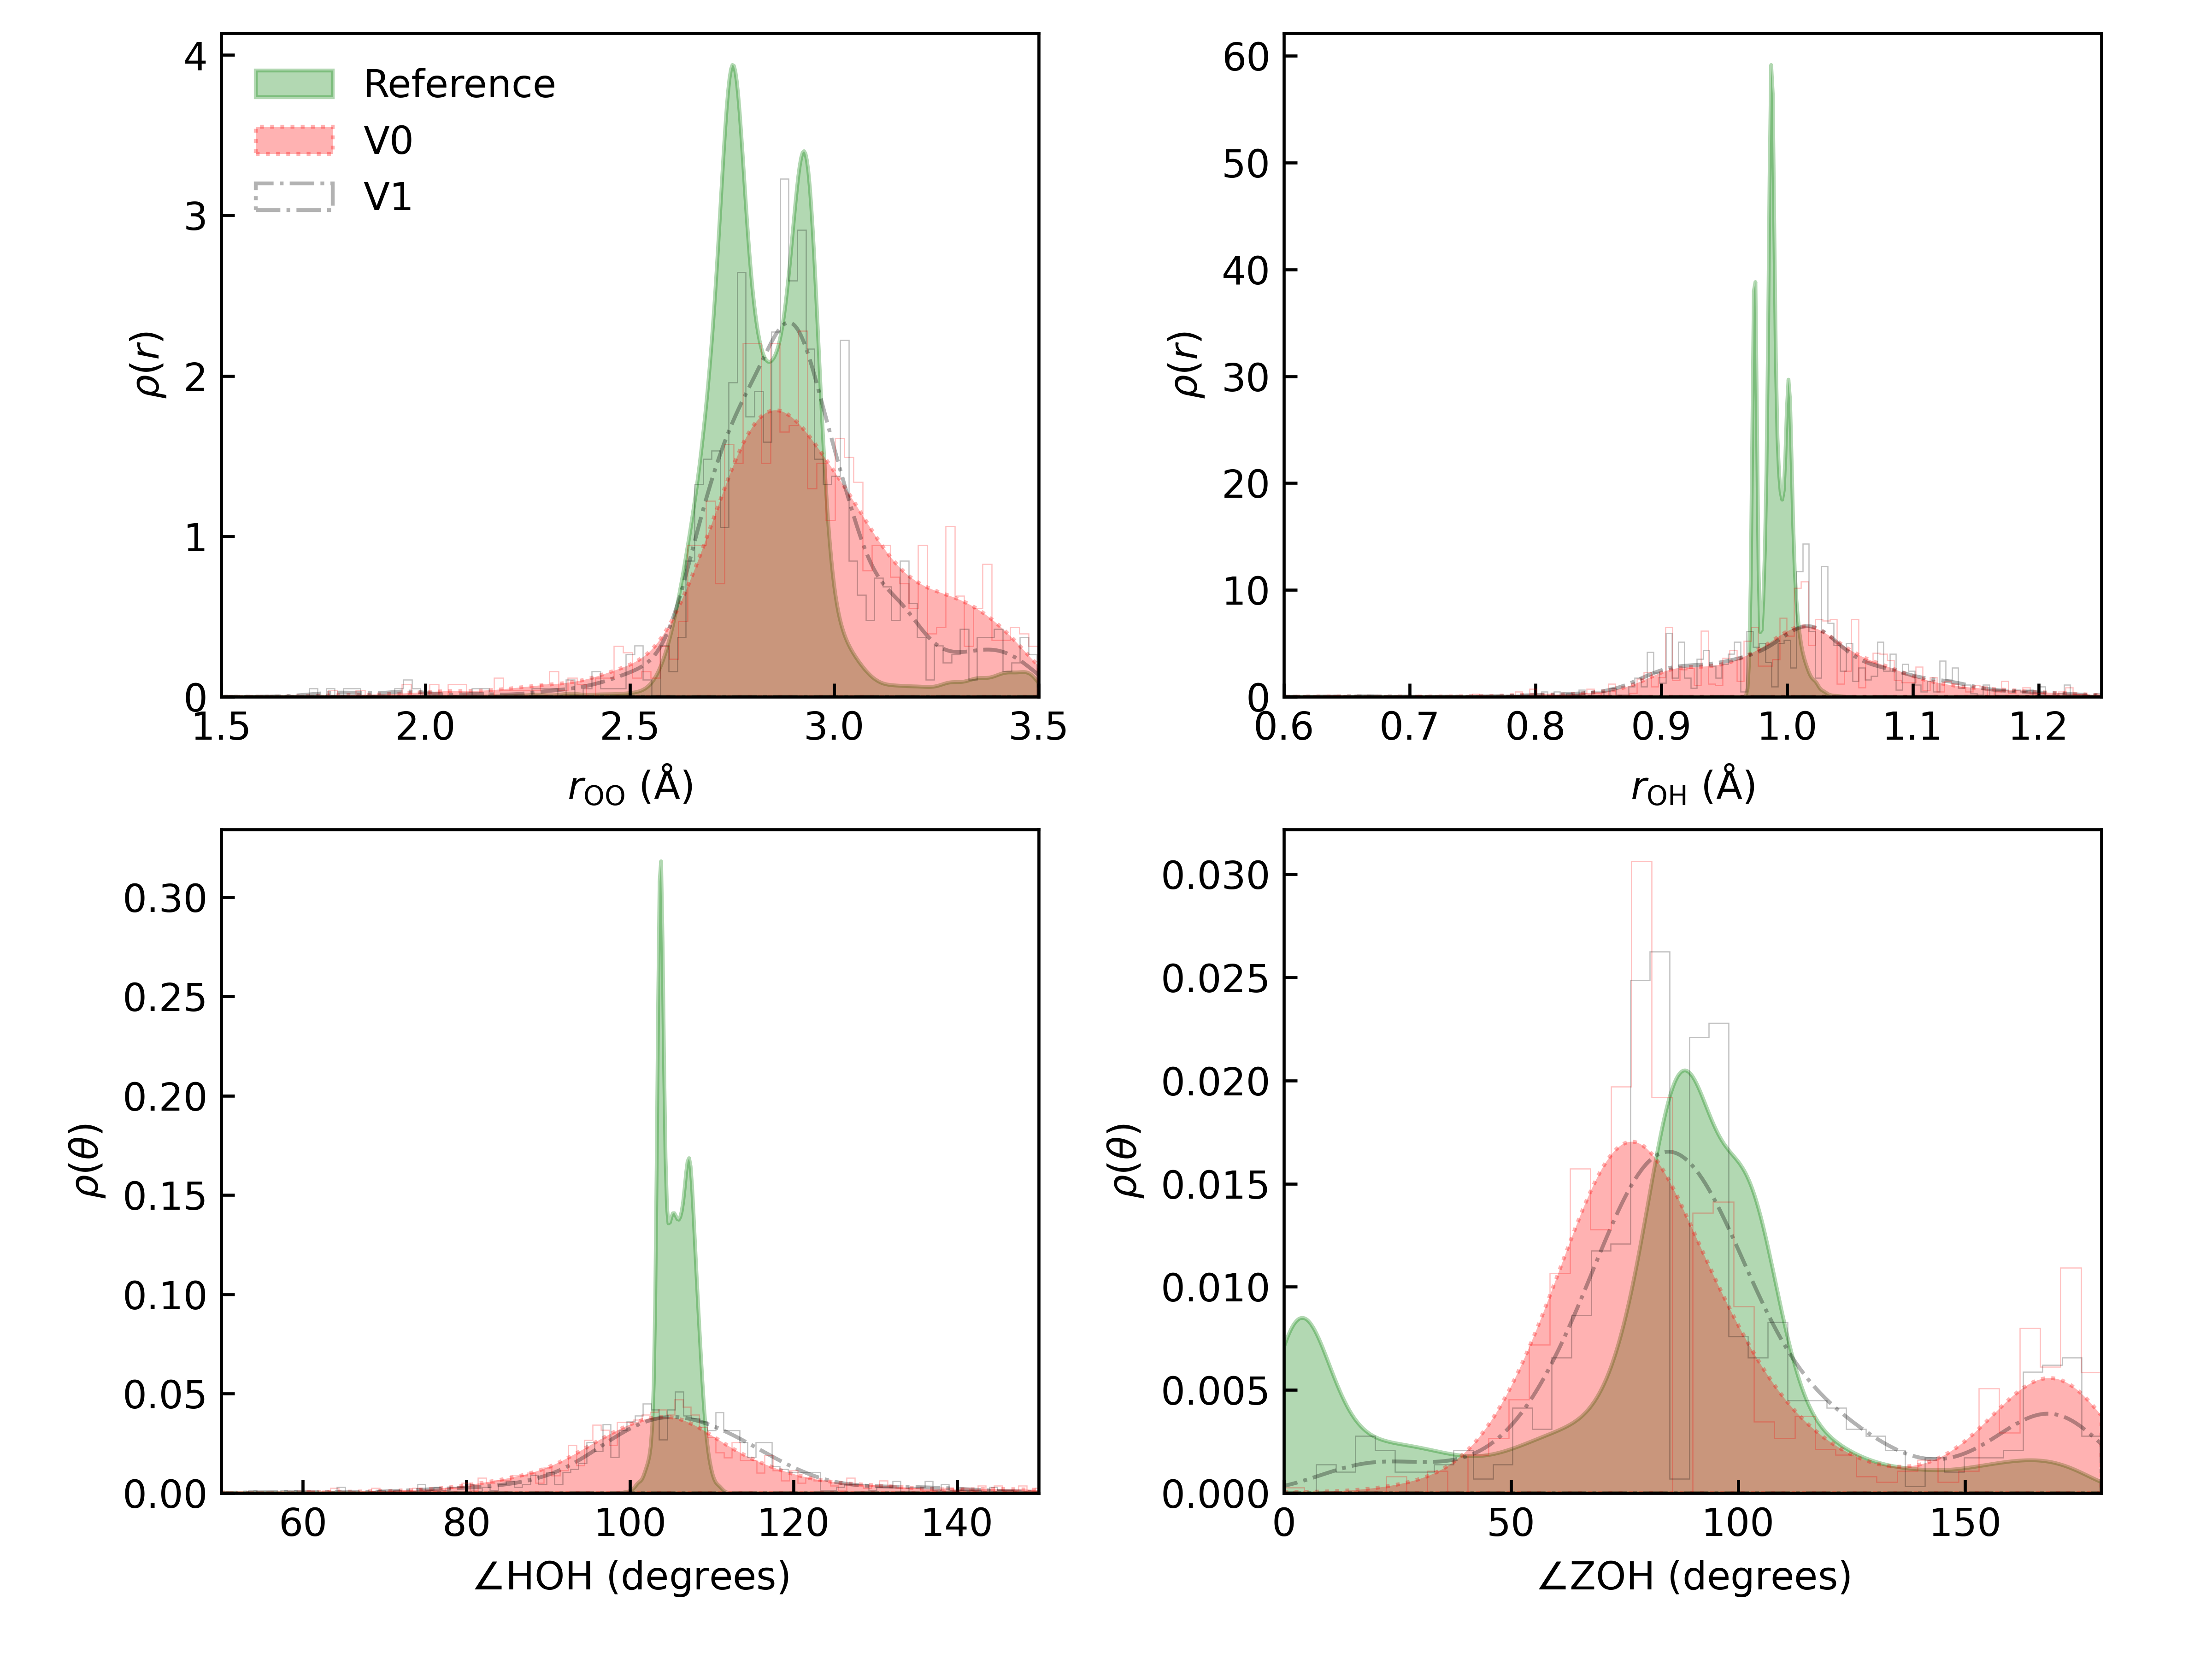 4
3
2
1
0
ρ(r)
1.5 2.0 2.5 3.0 3.5
r_OO (Å)
Reference
V0
V1
60
50
40
30
20
10
0
ρ(r)
0.6 0.7 0.8 0.9 1.0 1.1 1.2
r_OH (Å)
0.30
0.25
0.20
0.15
0.10
0.05
0.00
ρ(θ)
60 80 100 120 140
∠HOH (degrees)
0.030
0.025
0.020
0.015
0.010
0.005
0.000
ρ(θ)
0 50 100 150
∠ZOH (degrees)